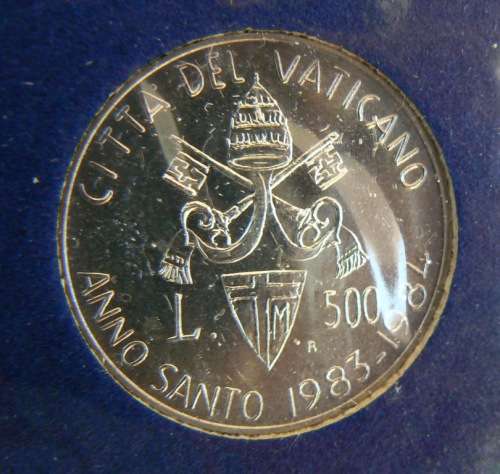 CITTA' DEL VATICANO
L. 500
M
R
ANNO SANTO 1983-1984